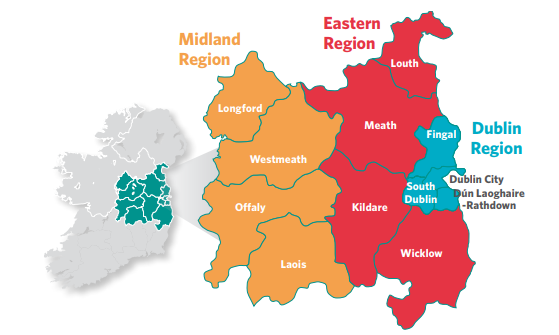 Midland
Region
Eastern
Region
Dublin
Region
Louth
Longford
Meath
Fingal
Westmeath
Dublin City
South
Dublin
Dún Laoghaire
-Rathdown
Offaly
Kildare
Wicklow
Laois